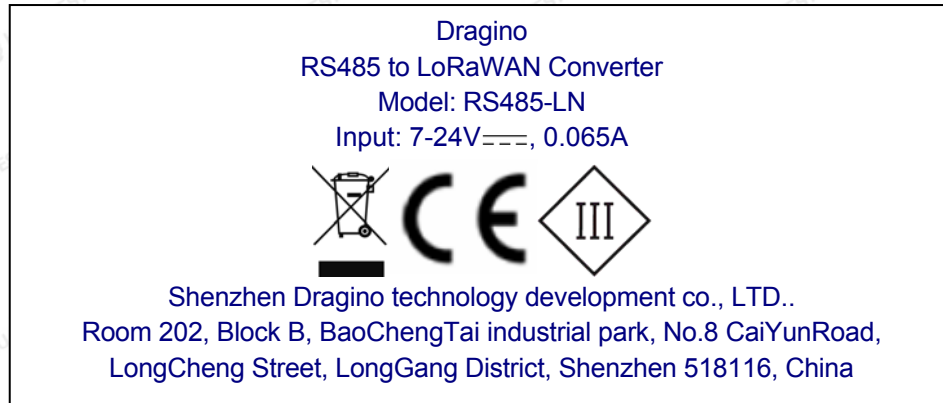 Dragino
RS485 to LoRaWAN Converter
Model: RS485-LN
Input: 7-24V⎓, 0.065A
CE III
Shenzhen Dragino technology development co., LTD..
Room 202, Block B, BaoChengTai industrial park, No.8 CaiYunRoad,
LongCheng Street, LongGang District, Shenzhen 518116, China